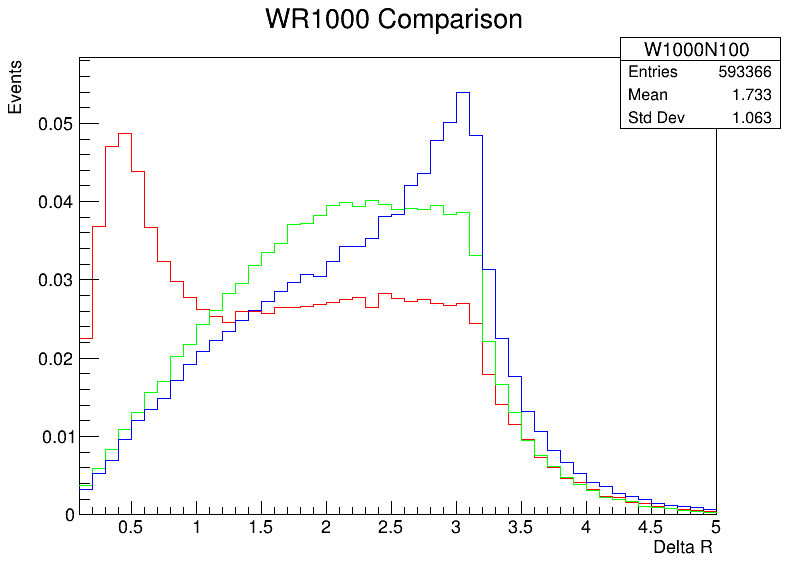 WR1000 Comparison
W1000N100
Entries 593366
Mean 1.733
Std Dev 1.063
Events
0.05
0.04
0.03
0.02
0.01
0
0.5 1 1.5 2 2.5 3 3.5 4 4.5 5
Delta R